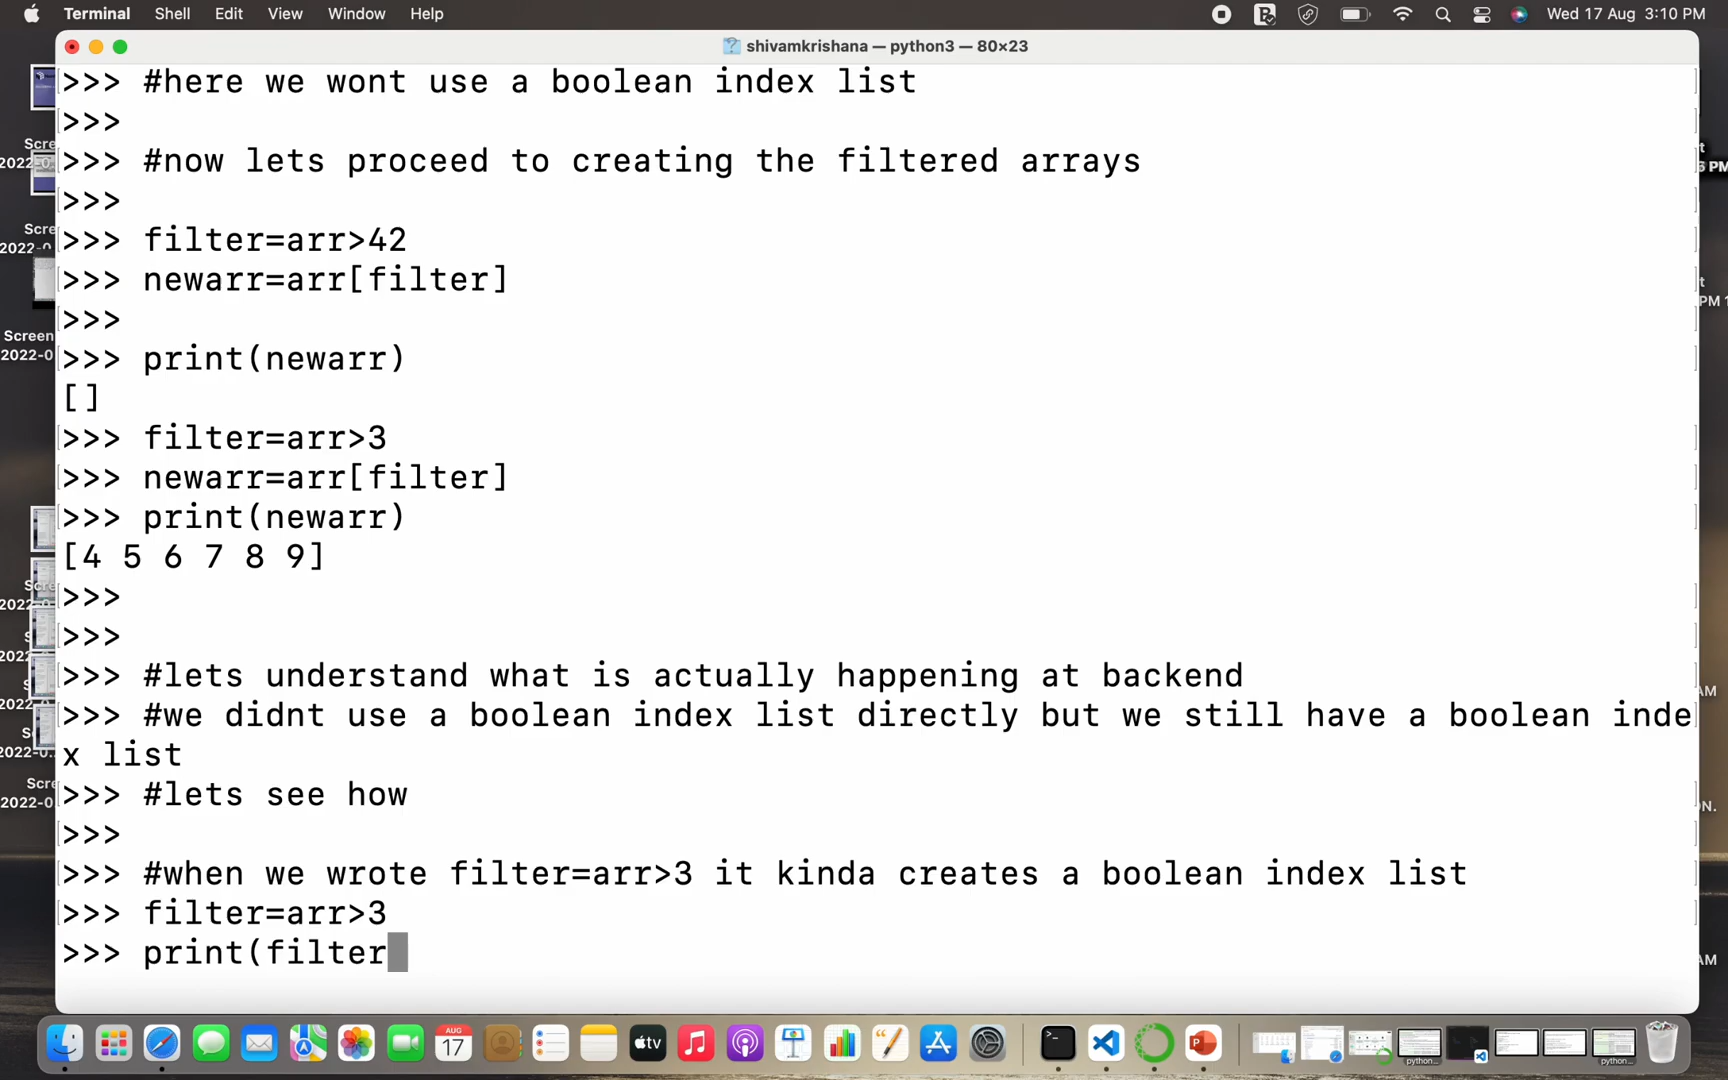 Terminal Shell Edit View Window Help Wed 17 Aug 3:10 PM
shivamkrishana — python3 — 80×23
>>> #here we wont use a boolean index list
>>>
>>> #now lets proceed to creating the filtered arrays
>>>
>>> filter=arr>42
>>> newarr=arr[filter]
>>>
>>> print(newarr)
[]
>>> filter=arr>3
>>> newarr=arr[filter]
>>> print(newarr)
[4 5 6 7 8 9]
>>>
>>>
>>> #lets understand what is actually happening at backend
>>> #we didnt use a boolean index list directly but we still have a boolean inde
x list
>>> #lets see how
>>>
>>> #when we wrote filter=arr>3 it kinda creates a boolean index list
>>> filter=arr>3
>>> print(filter
AUG
17
tv